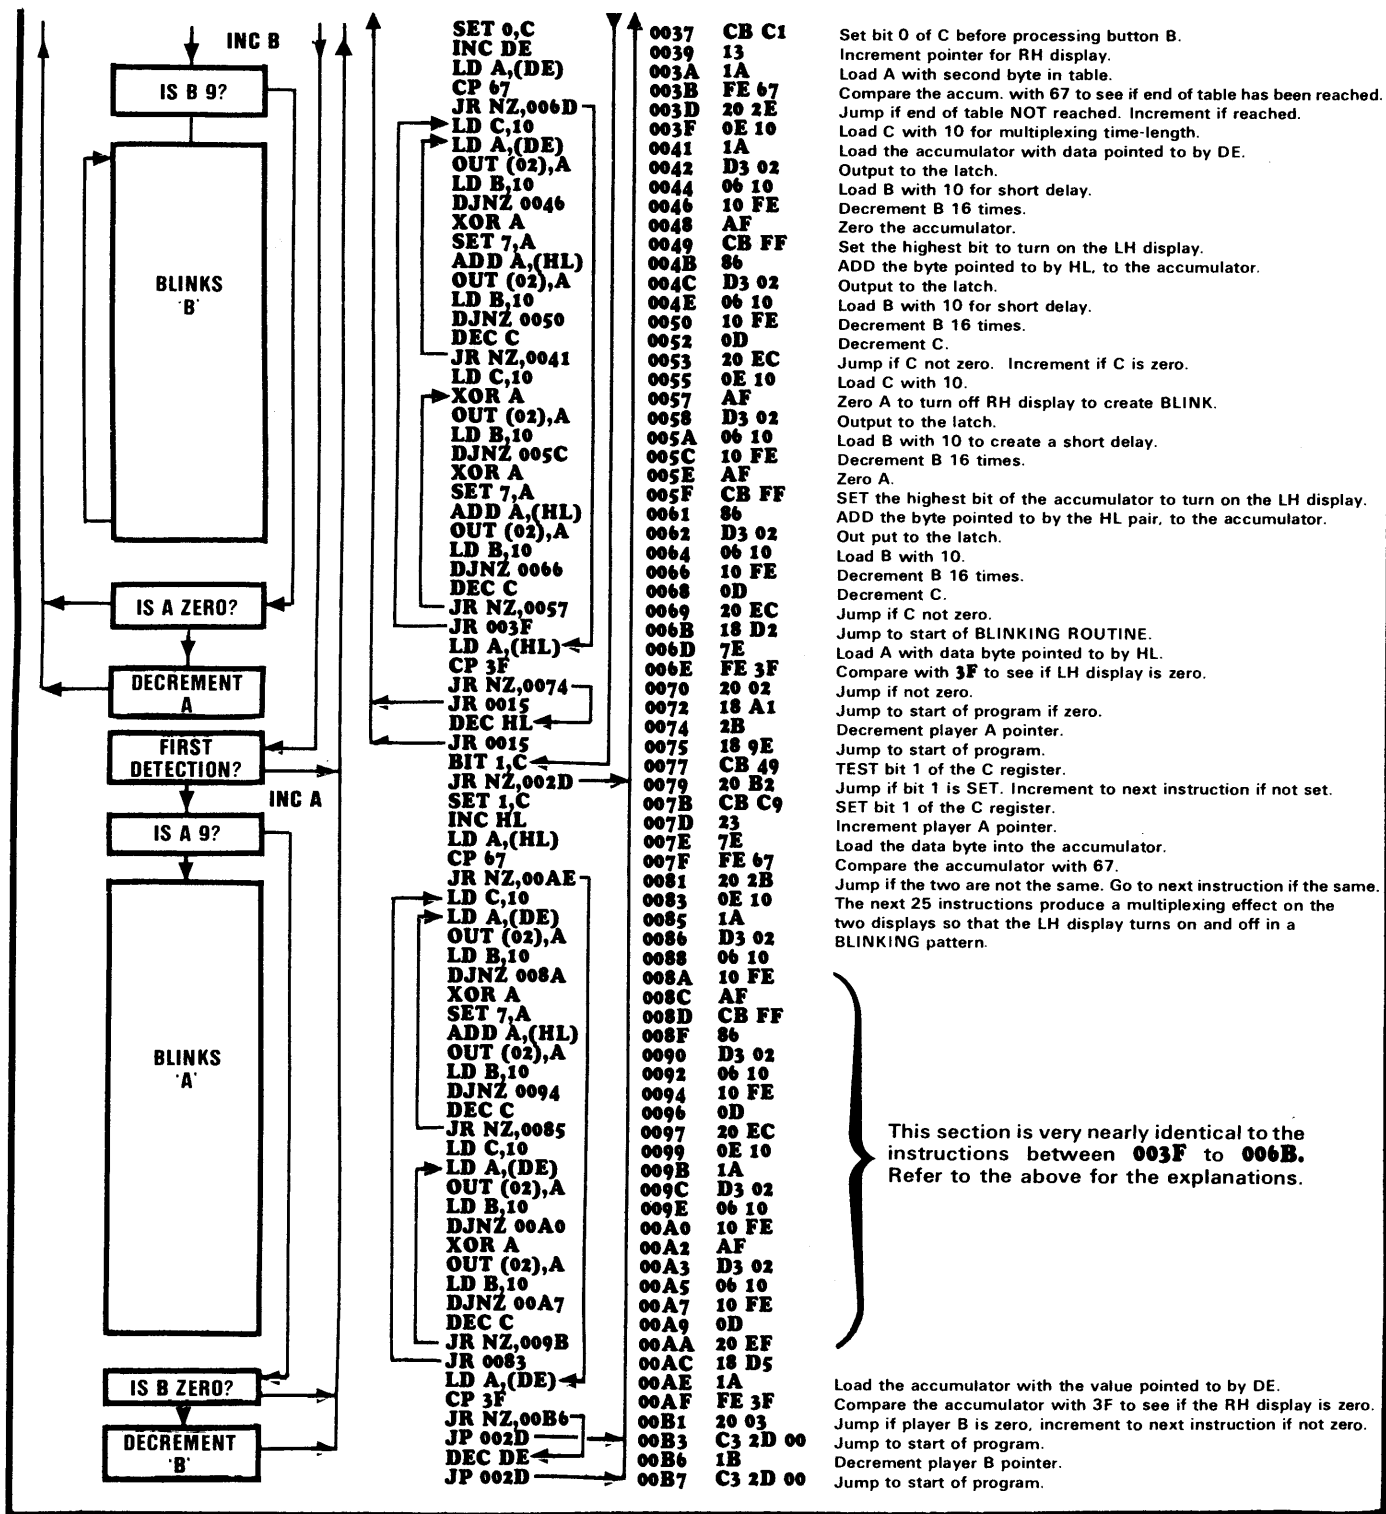 INC B
IS B 9?
BLINKS
'B'
IS A ZERO?
DECREMENT
A
FIRST
DETECTION?
INC A
IS A 9?
BLINKS
'A'
IS B ZERO?
DECREMENT
'B'
SET 0,C 0037 CB C1 Set bit 0 of C before processing button B.
INC DE 0039 13 Increment pointer for RH display.
LD A,(DE) 003A 1A Load A with second byte in table.
CP 67 003B FE 67 Compare the accum. with 67 to see if end of table has been reached.
JR NZ,006D 003D 20 2E Jump if end of table NOT reached. Increment if reached.
LD C,10 003F 0E 10 Load C with 10 for multiplexing time-length.
LD A,(DE) 0041 1A Load the accumulator with data pointed to by DE.
OUT (02),A 0042 D3 02 Output to the latch.
LD B,10 0044 06 10 Load B with 10 for short delay.
DJNZ 0046 0046 10 FE Decrement B 16 times.
XOR A 0048 AF Zero the accumulator.
SET 7,A 0049 CB FF Set the highest bit to turn on the LH display.
ADD A,(HL) 004B 86 ADD the byte pointed to by HL, to the accumulator.
OUT (02),A 004C D3 02 Output to the latch.
LD B,10 004E 06 10 Load B with 10 for short delay.
DJNZ 0050 0050 10 FE Decrement B 16 times.
DEC C 0052 0D Decrement C.
JR NZ,0041 0053 20 EC Jump if C not zero. Increment if C is zero.
LD C,10 0055 0E 10 Load C with 10.
XOR A 0057 AF Zero A to turn off RH display to create BLINK.
OUT (02),A 0058 D3 02 Output to the latch.
LD B,10 005A 06 10 Load B with 10 to create a short delay.
DJNZ 005C 005C 10 FE Decrement B 16 times.
XOR A 005E AF Zero A.
SET 7,A 005F CB FF SET the highest bit of the accumulator to turn on the LH display.
ADD A,(HL) 0061 86 ADD the byte pointed to by the HL pair, to the accumulator.
OUT (02),A 0062 D3 02 Out put to the latch.
LD B,10 0064 06 10 Load B with 10.
DJNZ 0066 0066 10 FE Decrement B 16 times.
DEC C 0068 0D Decrement C.
JR NZ,0057 0069 20 EC Jump if C not zero.
JR 003F 006B 18 D2 Jump to start of BLINKING ROUTINE.
LD A,(HL) 006D 7E Load A with data byte pointed to by HL.
CP 3F 006E FE 3F Compare with 3F to see if LH display is zero.
JR NZ,0074 0070 20 02 Jump if not zero.
JR 0015 0072 18 A1 Jump to start of program if zero.
DEC HL 0074 2B Decrement player A pointer.
JR 0015 0075 18 9E Jump to start of program.
BIT 1,C 0077 CB 49 TEST bit 1 of the C register.
JR NZ,002D 0079 20 B2 Jump if bit 1 is SET. Increment to next instruction if not set.
SET 1,C 007B CB C9 SET bit 1 of the C register.
INC HL 007D 23 Increment player A pointer.
LD A,(HL) 007E 7E Load the data byte into the accumulator.
CP 67 007F FE 67 Compare the accumulator with 67.
JR NZ,00AE 0081 20 2B Jump if the two are not the same. Go to next instruction if the same.
LD C,10 0083 0E 10 The next 25 instructions produce a multiplexing effect on the
LD A,(DE) 0085 1A two displays so that the LH display turns on and off in a
OUT (02),A 0086 D3 02 BLINKING pattern.
LD B,10 0088 06 10
DJNZ 008A 008A 10 FE
XOR A 008C AF
SET 7,A 008D CB FF
ADD A,(HL) 008F 86
OUT (02),A 0090 D3 02
LD B,10 0092 06 10
DJNZ 0094 0094 10 FE
DEC C 0096 0D
JR NZ,0085 0097 20 EC This section is very nearly identical to the
LD C,10 0099 0E 10 instructions between 003F to 006B.
LD A,(DE) 009B 1A Refer to the above for the explanations.
OUT (02),A 009C D3 02
LD B,10 009E 06 10
DJNZ 00A0 00A0 10 FE
XOR A 00A2 AF
OUT (02),A 00A3 D3 02
LD B,10 00A5 06 10
DJNZ 00A7 00A7 10 FE
DEC C 00A9 0D
JR NZ,009B 00AA 20 EF
JR 0083 00AC 18 D5
LD A,(DE) 00AE 1A Load the accumulator with the value pointed to by DE.
CP 3F 00AF FE 3F Compare the accumulator with 3F to see if the RH display is zero.
JR NZ,00B6 00B1 20 03 Jump if player B is zero, increment to next instruction if not zero.
JP 002D 00B3 C3 2D 00 Jump to start of program.
DEC DE 00B6 1B Decrement player B pointer.
JP 002D 00B7 C3 2D 00 Jump to start of program.